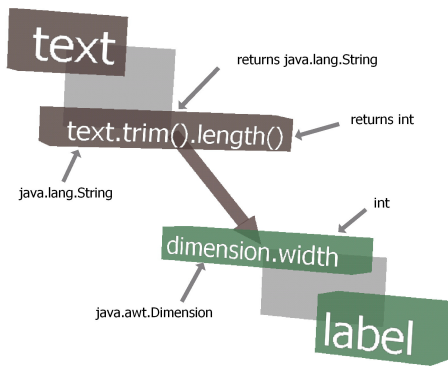 text
returns java.lang.String
text.trim().length()
returns int
java.lang.String
int
dimension.width
java.awt.Dimension
label